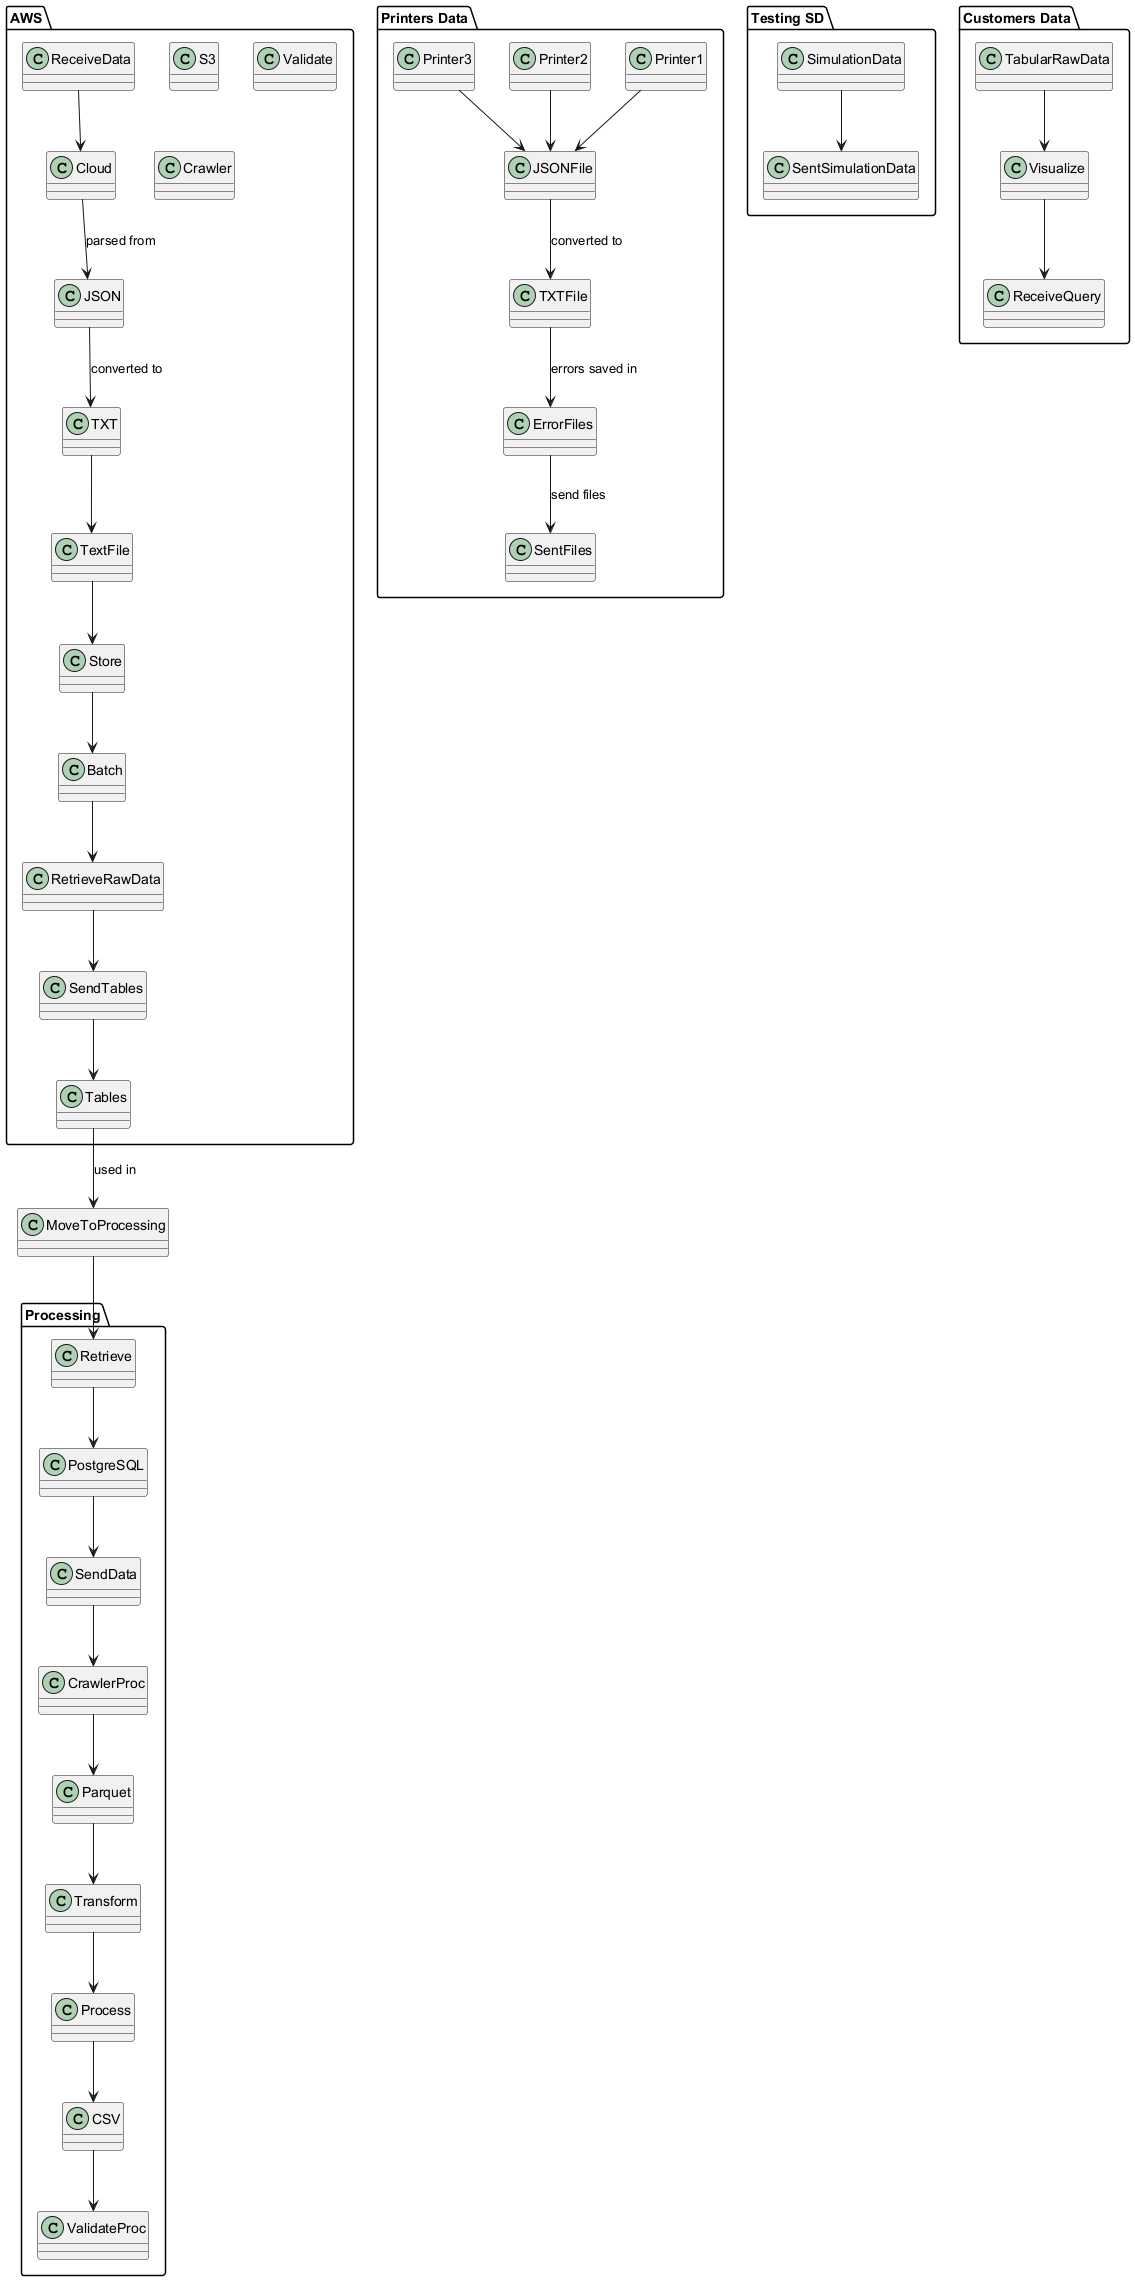 AWS
C ReceiveData
C S3
C Validate
C Cloud
C Crawler
parsed from
C JSON
converted to
C TXT
C TextFile
C Store
C Batch
C RetrieveRawData
C SendTables
C Tables
used in
C MoveToProcessing
Processing
C Retrieve
C PostgreSQL
C SendData
C CrawlerProc
C Parquet
C Transform
C Process
C CSV
C ValidateProc
Printers Data
C Printer3
C Printer2
C Printer1
C JSONFile
converted to
C TXTFile
errors saved in
C ErrorFiles
send files
C SentFiles
Testing SD
C SimulationData
C SentSimulationData
Customers Data
C TabularRawData
C Visualize
C ReceiveQuery